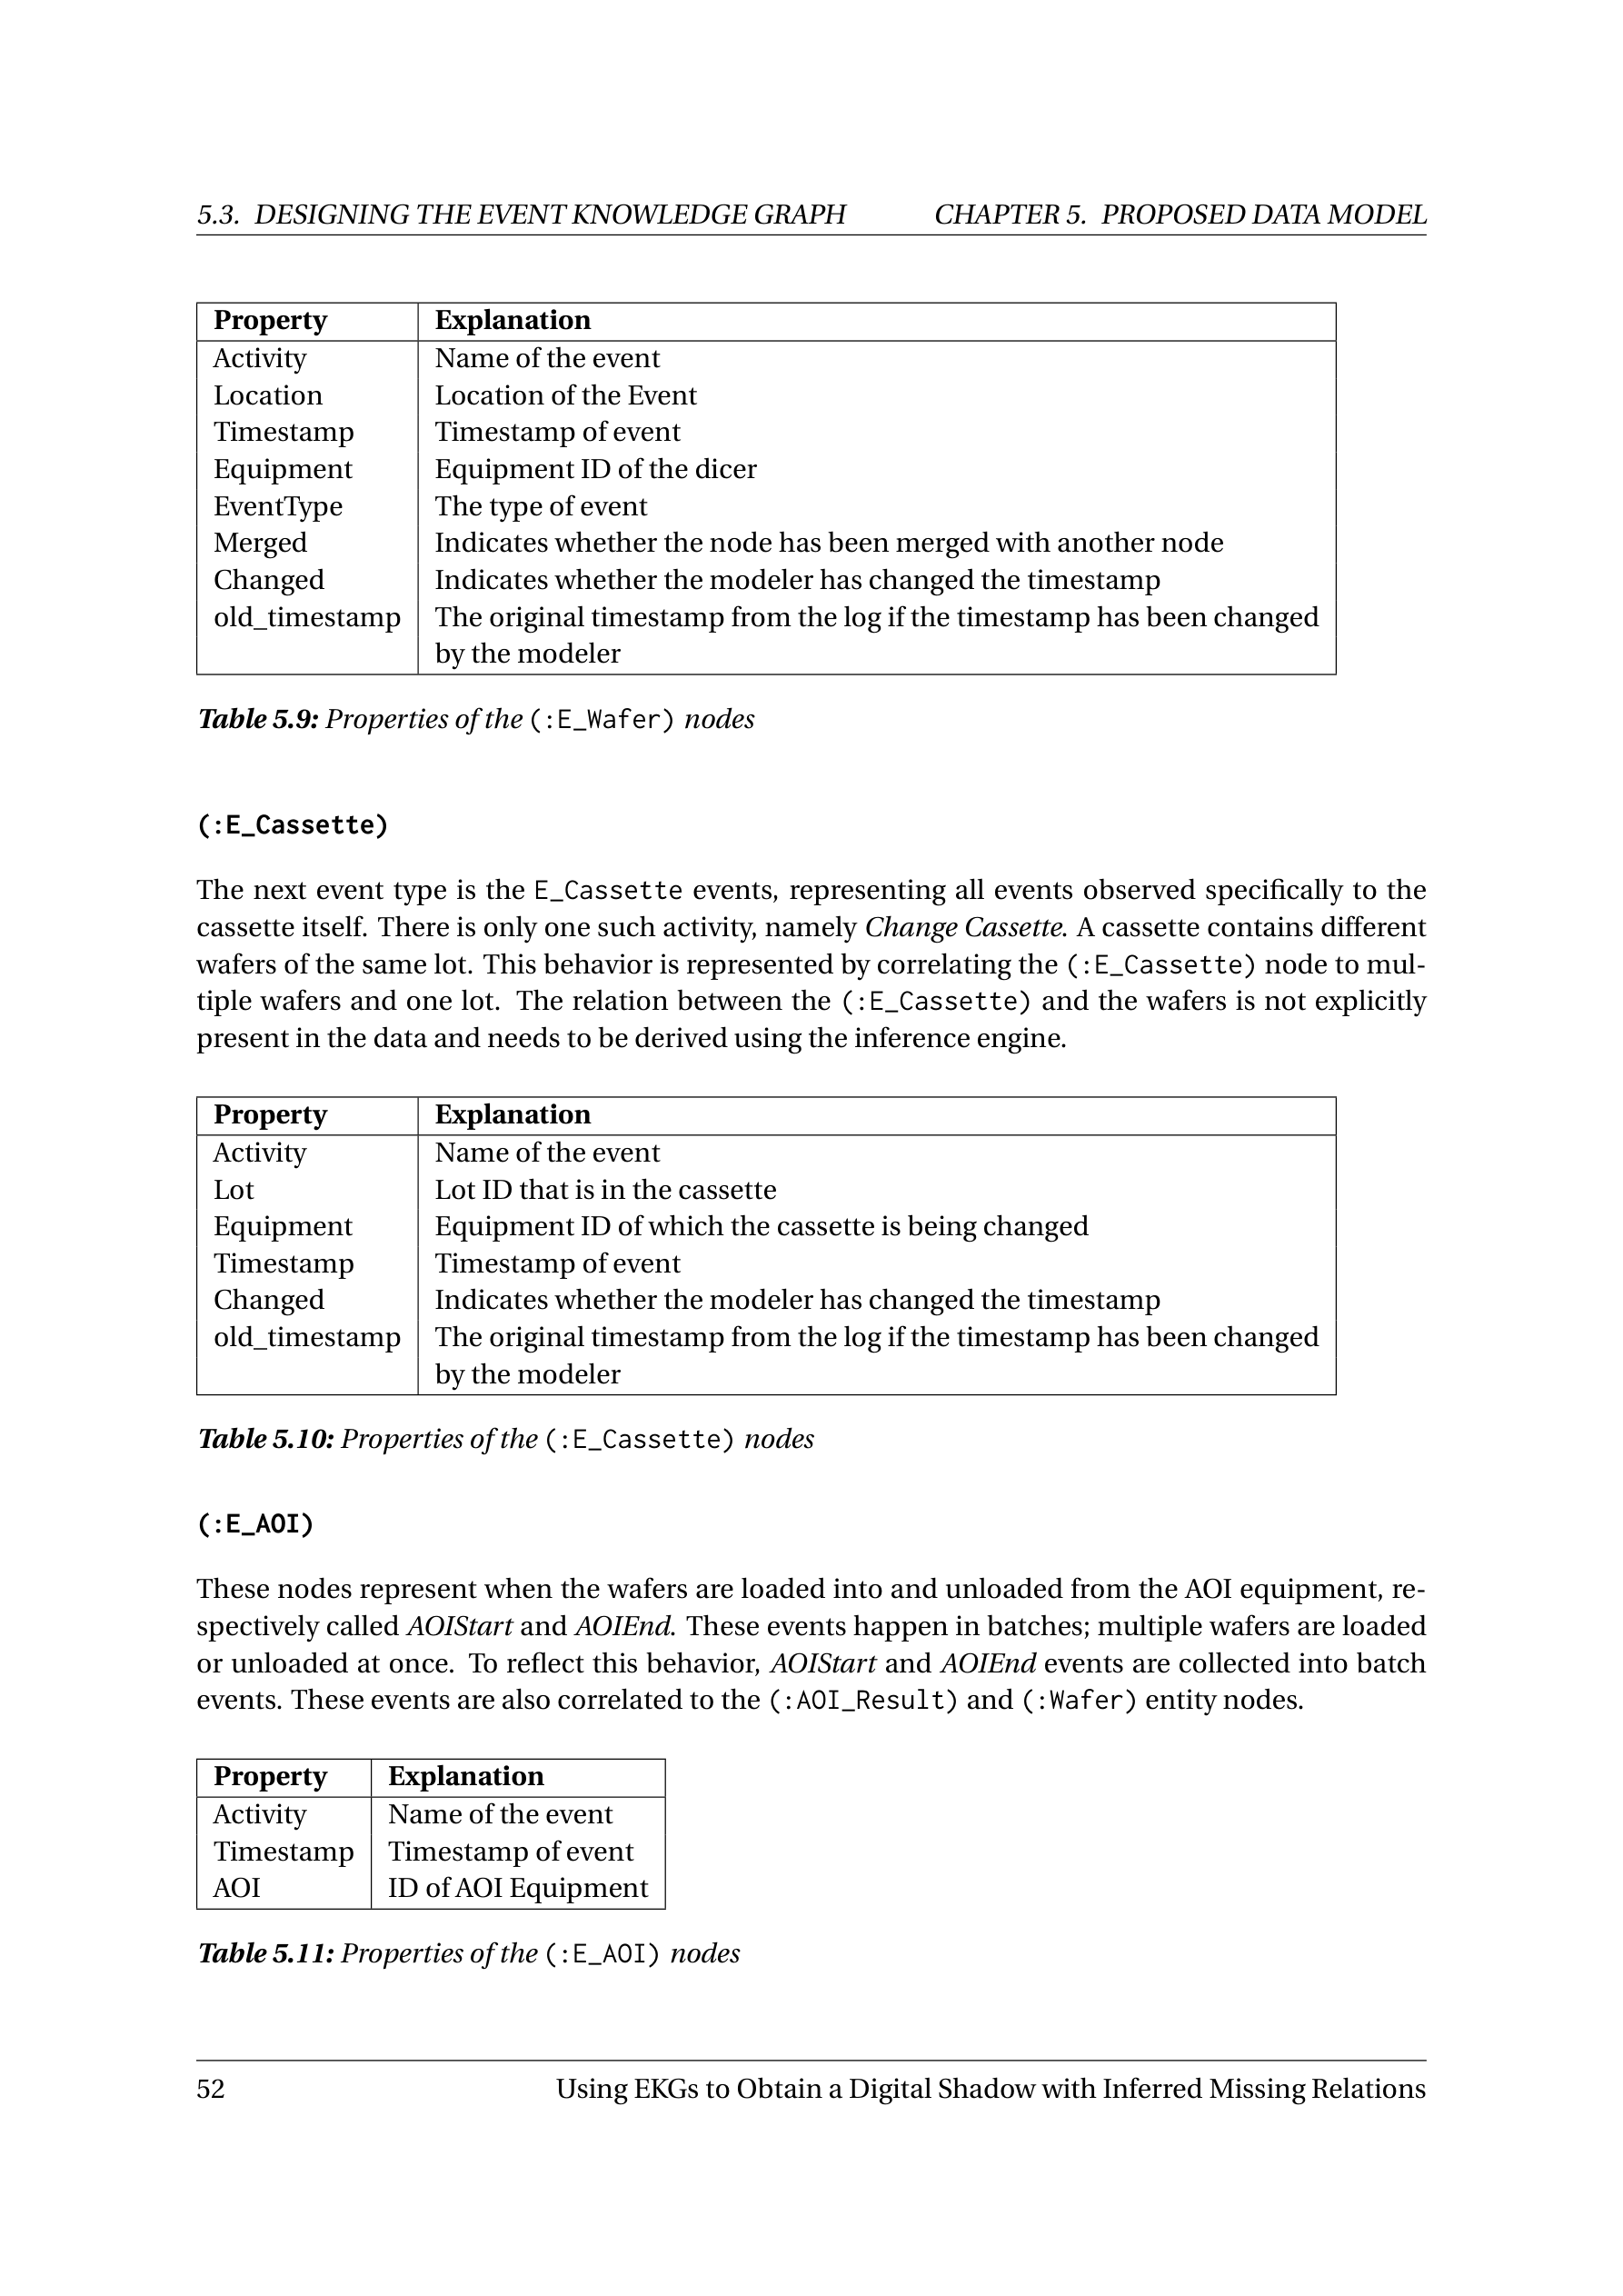 5.3. DESIGNING THE EVENT KNOWLEDGE GRAPH CHAPTER 5. PROPOSED DATA MODEL
Property Explanation
Activity Name of the event
Location Location of the Event
Timestamp Timestamp of event
Equipment Equipment ID of the dicer
EventType The type of event
Merged Indicates whether the node has been merged with another node
Changed Indicates whether the modeler has changed the timestamp
old_timestamp The original timestamp from the log if the timestamp has been changed
by the modeler
Table 5.9: Properties of the (:E_Wafer) nodes
(:E_Cassette)
The next event type is the E_Cassette events, representing all events observed specifically to the
cassette itself. There is only one such activity, namely Change Cassette. A cassette contains different
wafers of the same lot. This behavior is represented by correlating the (:E_Cassette) node to mul-
tiple wafers and one lot. The relation between the (:E_Cassette) and the wafers is not explicitly
present in the data and needs to be derived using the inference engine.
Property Explanation
Activity Name of the event
Lot Lot ID that is in the cassette
Equipment Equipment ID of which the cassette is being changed
Timestamp Timestamp of event
Changed Indicates whether the modeler has changed the timestamp
old_timestamp The original timestamp from the log if the timestamp has been changed
by the modeler
Table 5.10: Properties of the (:E_Cassette) nodes
(:E_AOI)
These nodes represent when the wafers are loaded into and unloaded from the AOI equipment, re-
spectively called AOIStart and AOIEnd. These events happen in batches; multiple wafers are loaded
or unloaded at once. To reflect this behavior, AOIStart and AOIEnd events are collected into batch
events. These events are also correlated to the (:AOI_Result) and (:Wafer) entity nodes.
Property Explanation
Activity Name of the event
Timestamp Timestamp of event
AOI ID of AOI Equipment
Table 5.11: Properties of the (:E_AOI) nodes
52 Using EKGs to Obtain a Digital Shadow with Inferred Missing Relations